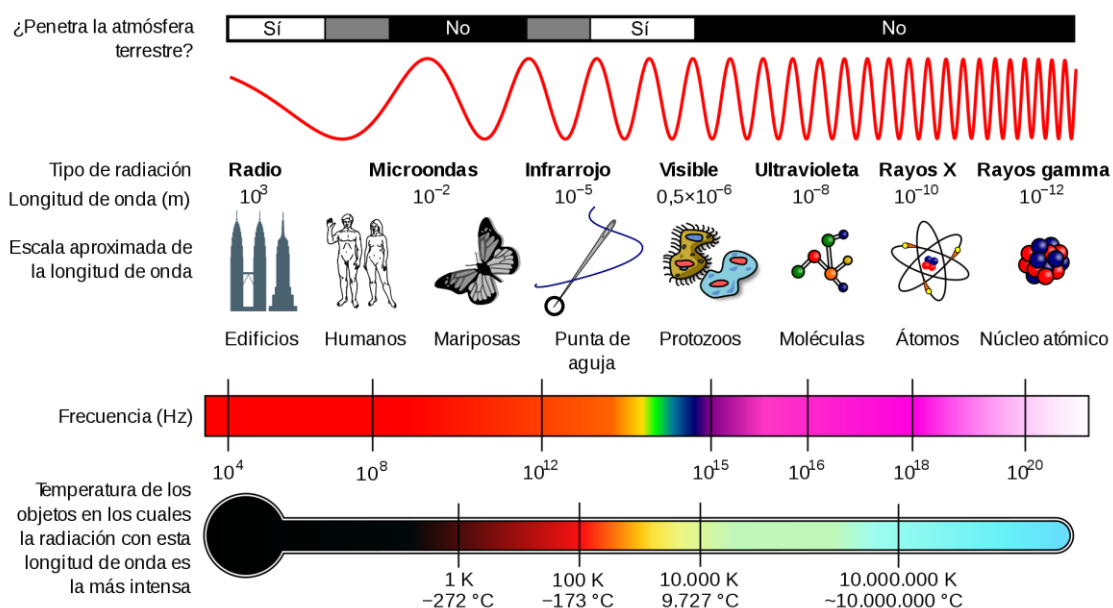 ¿Penetra la atmósfera
terrestre?
Sí
No
Sí
No
Tipo de radiación
Radio
Microondas
Infrarrojo
Visible
Ultravioleta
Rayos X
Rayos gamma
Longitud de onda (m)
10³
10⁻²
10⁻⁵
0,5×10⁻⁶
10⁻⁸
10⁻¹⁰
10⁻¹²
Escala aproximada de
la longitud de onda
Edificios
Humanos
Mariposas
Punta de
aguja
Protozoos
Moléculas
Átomos
Núcleo atómico
Frecuencia (Hz)
10⁴
10⁸
10¹²
10¹⁵
10¹⁶
10¹⁸
10²⁰
Temperatura de los
objetos en los cuales
la radiación con esta
longitud de onda es
la más intensa
1 K
−272 °C
100 K
−173 °C
10.000 K
9.727 °C
10.000.000 K
~10.000.000 °C